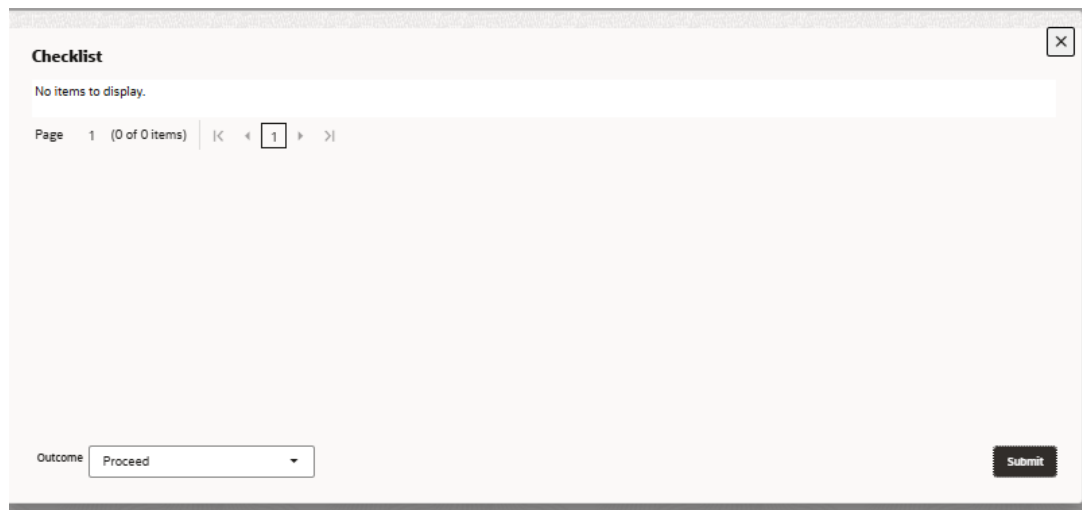 Checklist
No items to display.
Page 1 (0 of 0 items) 1
Outcome Proceed
Submit